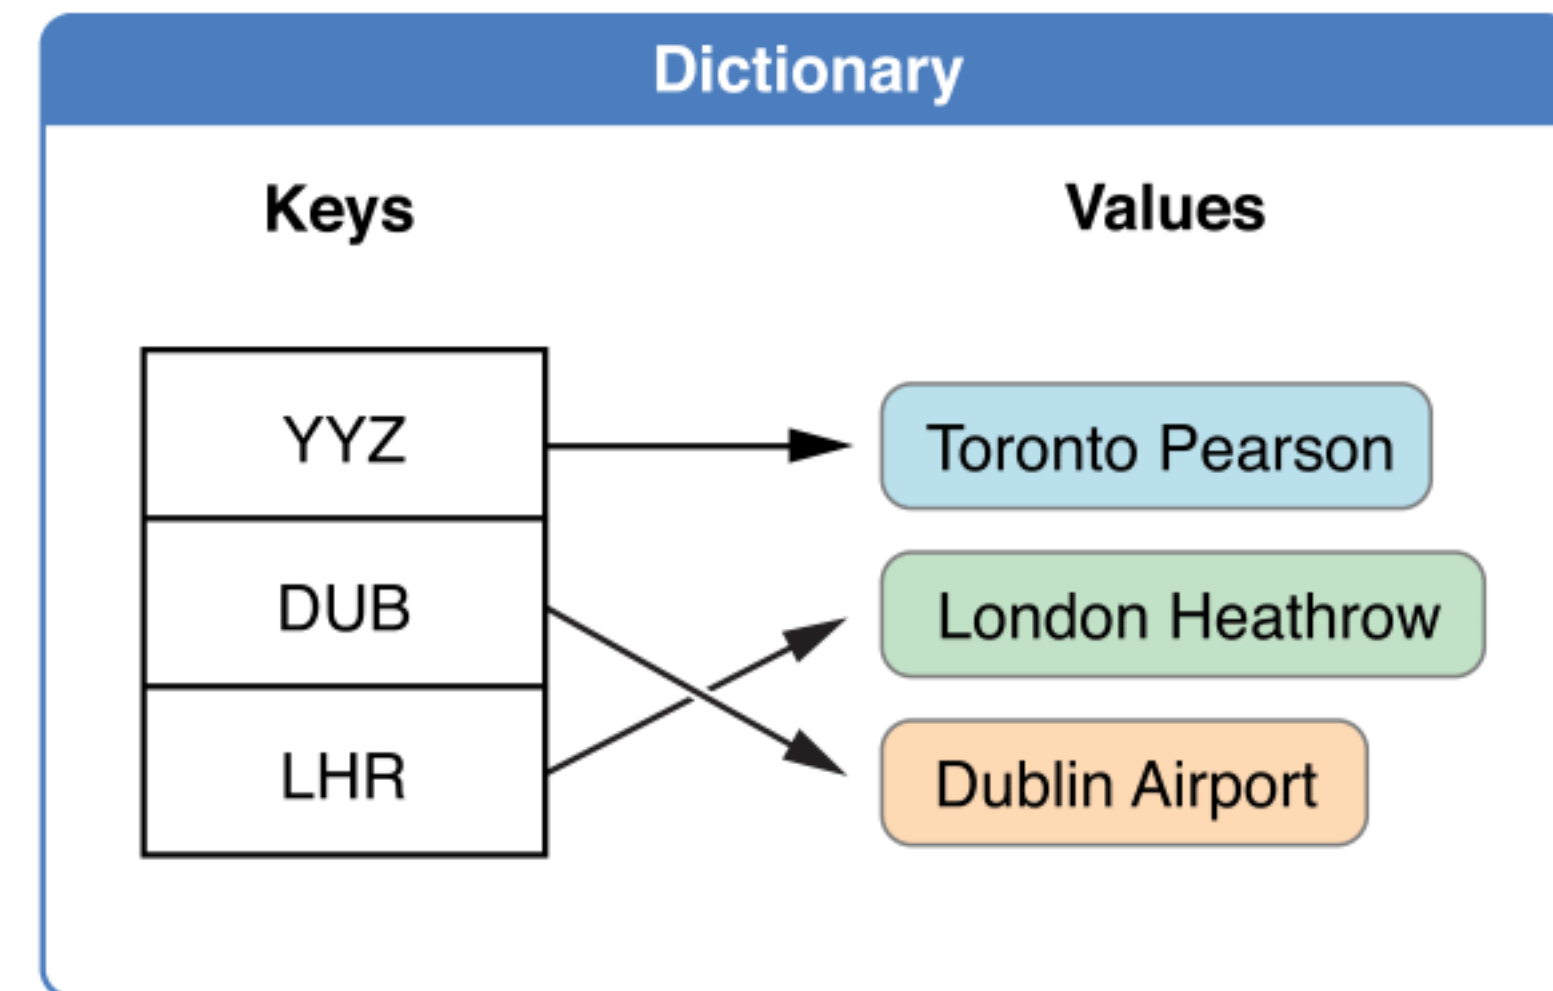 Dictionary
Keys
Values
YYZ
Toronto Pearson
DUB
London Heathrow
LHR
Dublin Airport